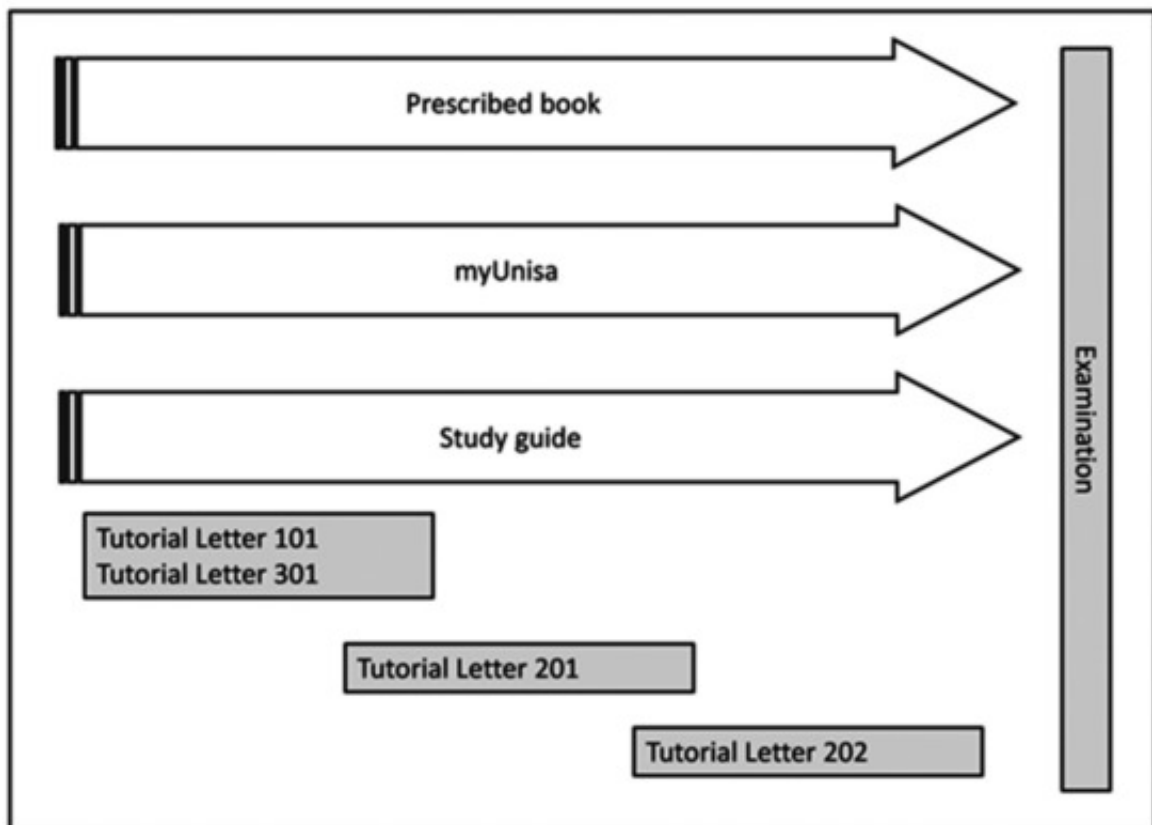 Prescribed book
myUnisa
Study guide
Tutorial Letter 101
Tutorial Letter 301
Tutorial Letter 201
Tutorial Letter 202
Examination